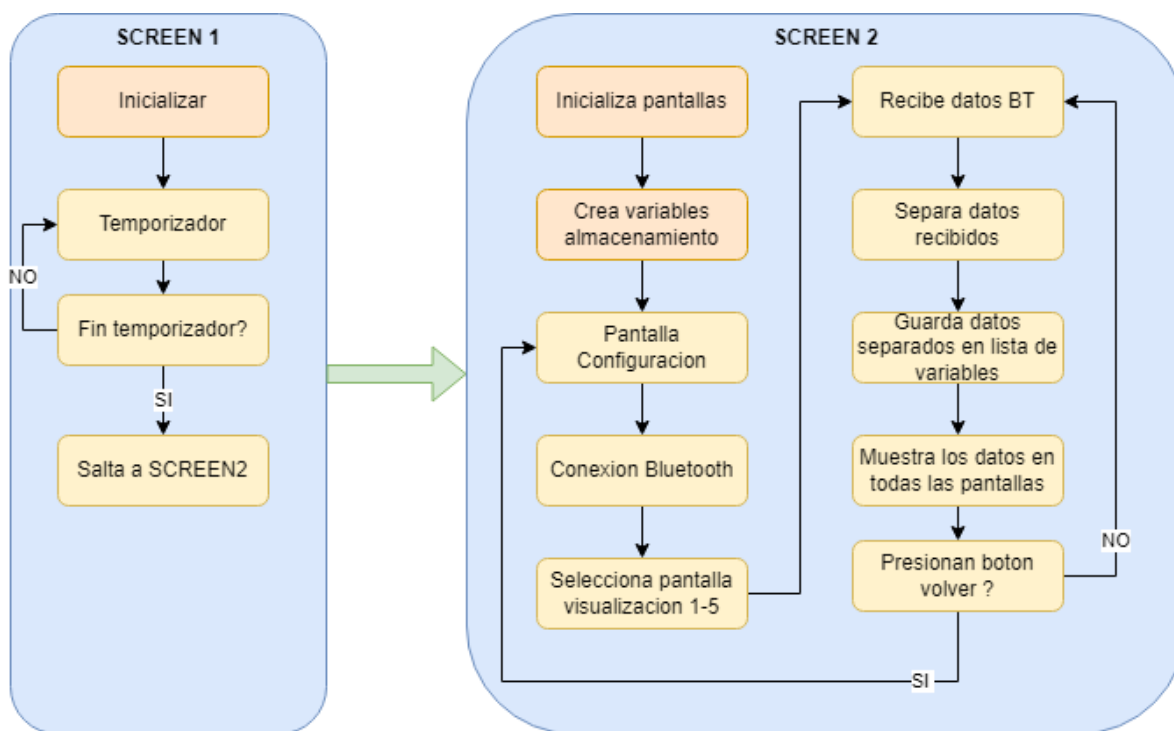 SCREEN 1
Inicializar
Temporizador
NO
Fin temporizador?
SI
Salta a SCREEN2
SCREEN 2
Inicializa pantallas
Crea variables
almacenamiento
Pantalla
Configuracion
Conexion Bluetooth
Selecciona pantalla
visualizacion 1-5
Recibe datos BT
Separa datos
recibidos
Guarda datos
separados en lista de
variables
Muestra los datos en
todas las pantallas
Presionan boton
volver ?
NO
SI